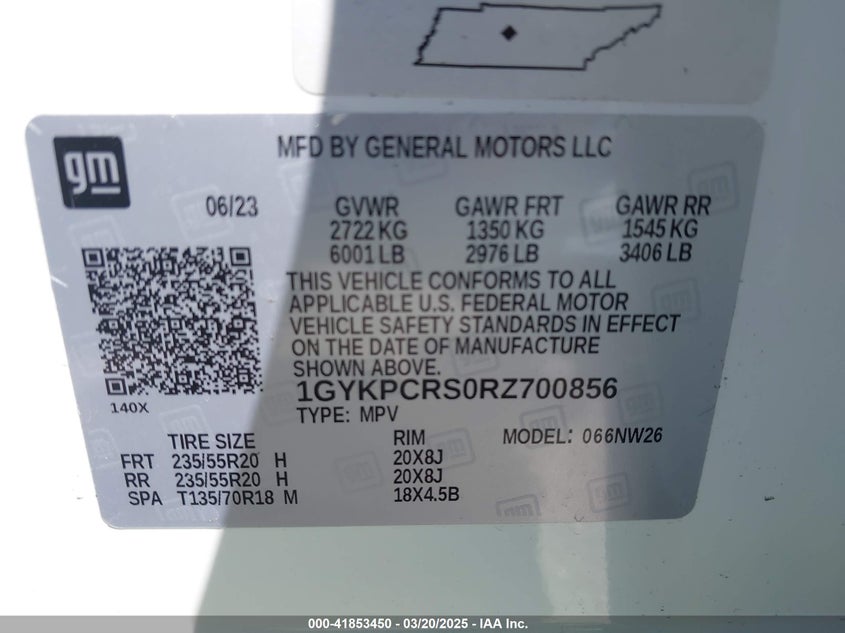 gm
MFD BY GENERAL MOTORS LLC
06/23 GVWR GAWR FRT GAWR RR
2722 KG 1350 KG 1545 KG
6001 LB 2976 LB 3406 LB
THIS VEHICLE CONFORMS TO ALL
APPLICABLE U.S. FEDERAL MOTOR
VEHICLE SAFETY STANDARDS IN EFFECT
ON THE DATE OF MANUFACTURE
SHOWN ABOVE.
1GYKPCRS0RZ700856
140X
TYPE: MPV
TIRE SIZE RIM MODEL: 066NW26
FRT 235/55R20 H 20X8J
RR 235/55R20 H 20X8J
SPA T135/70R18 M 18X4.5B
000-41853450 - 03/20/2025 - IAA Inc.